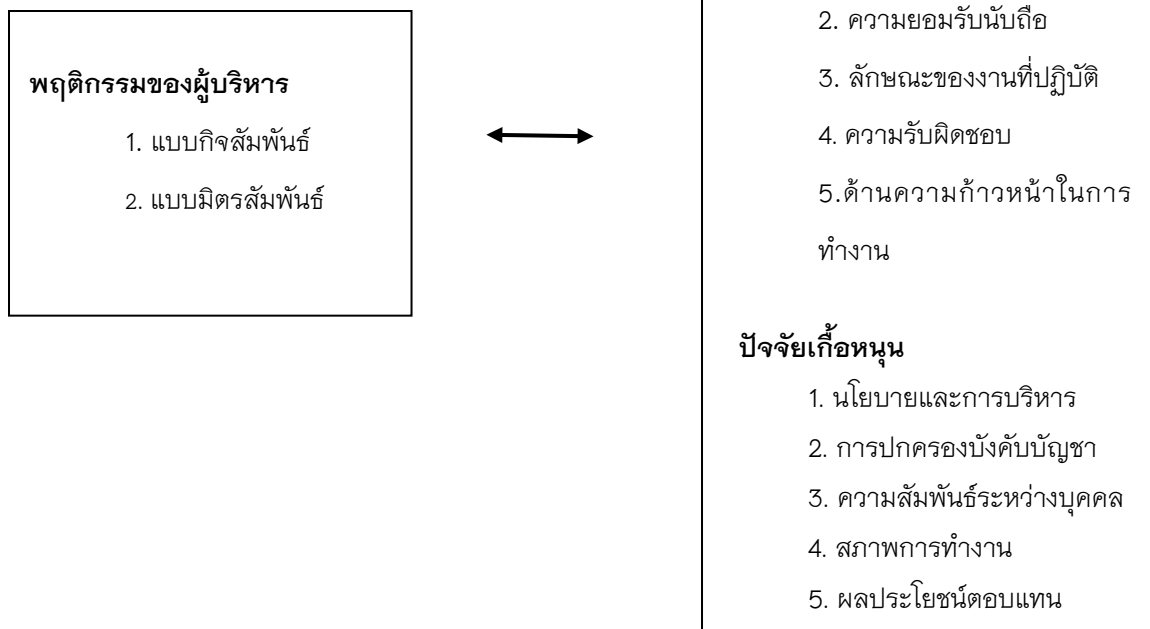 พฤติกรรมของผู้บริหาร
1. แบบกิจสัมพันธ์
2. แบบมิตรสัมพันธ์
2. ความยอมรับนับถือ
3. ลักษณะของงานที่ปฏิบัติ
4. ความรับผิดชอบ
5.ด้านความก้าวหน้าในการ
ทำงาน
ปัจจัยเกื้อหนุน
1. นโยบายและการบริหาร
2. การปกครองบังคับบัญชา
3. ความสัมพันธ์ระหว่างบุคคล
4. สภาพการทำงาน
5. ผลประโยชน์ตอบแทน